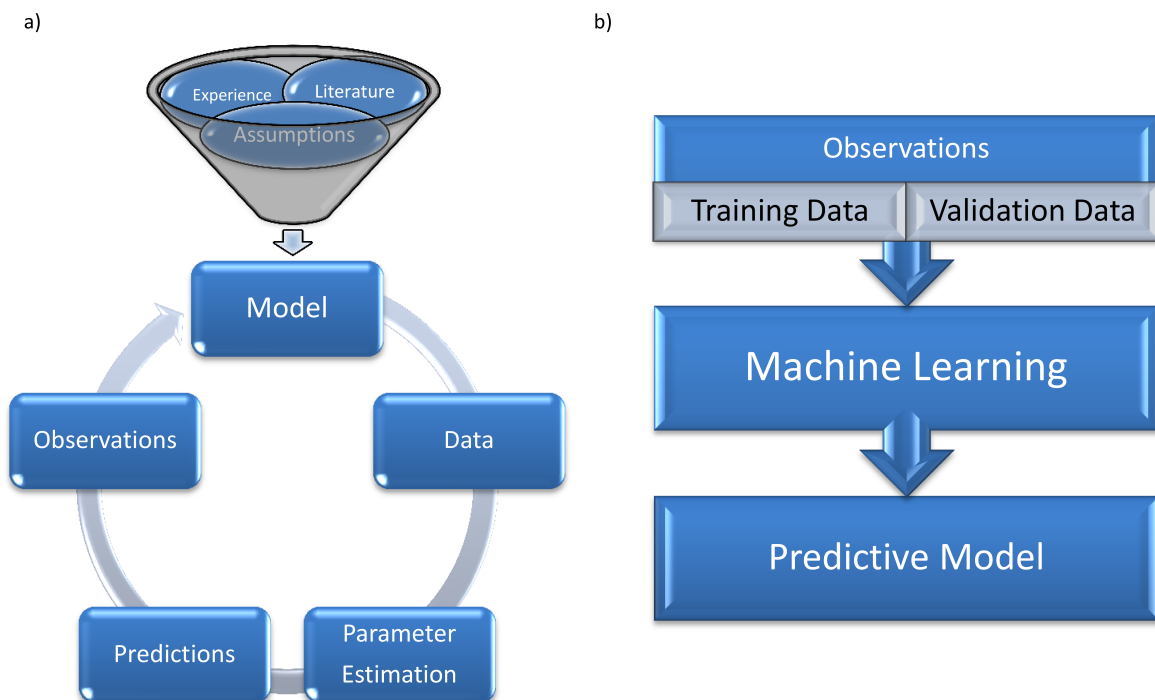 a)
Experience
Literature
Assumptions
Model
Observations
Data
Predictions
Parameter
Estimation
b)
Observations
Training Data
Validation Data
Machine Learning
Predictive Model